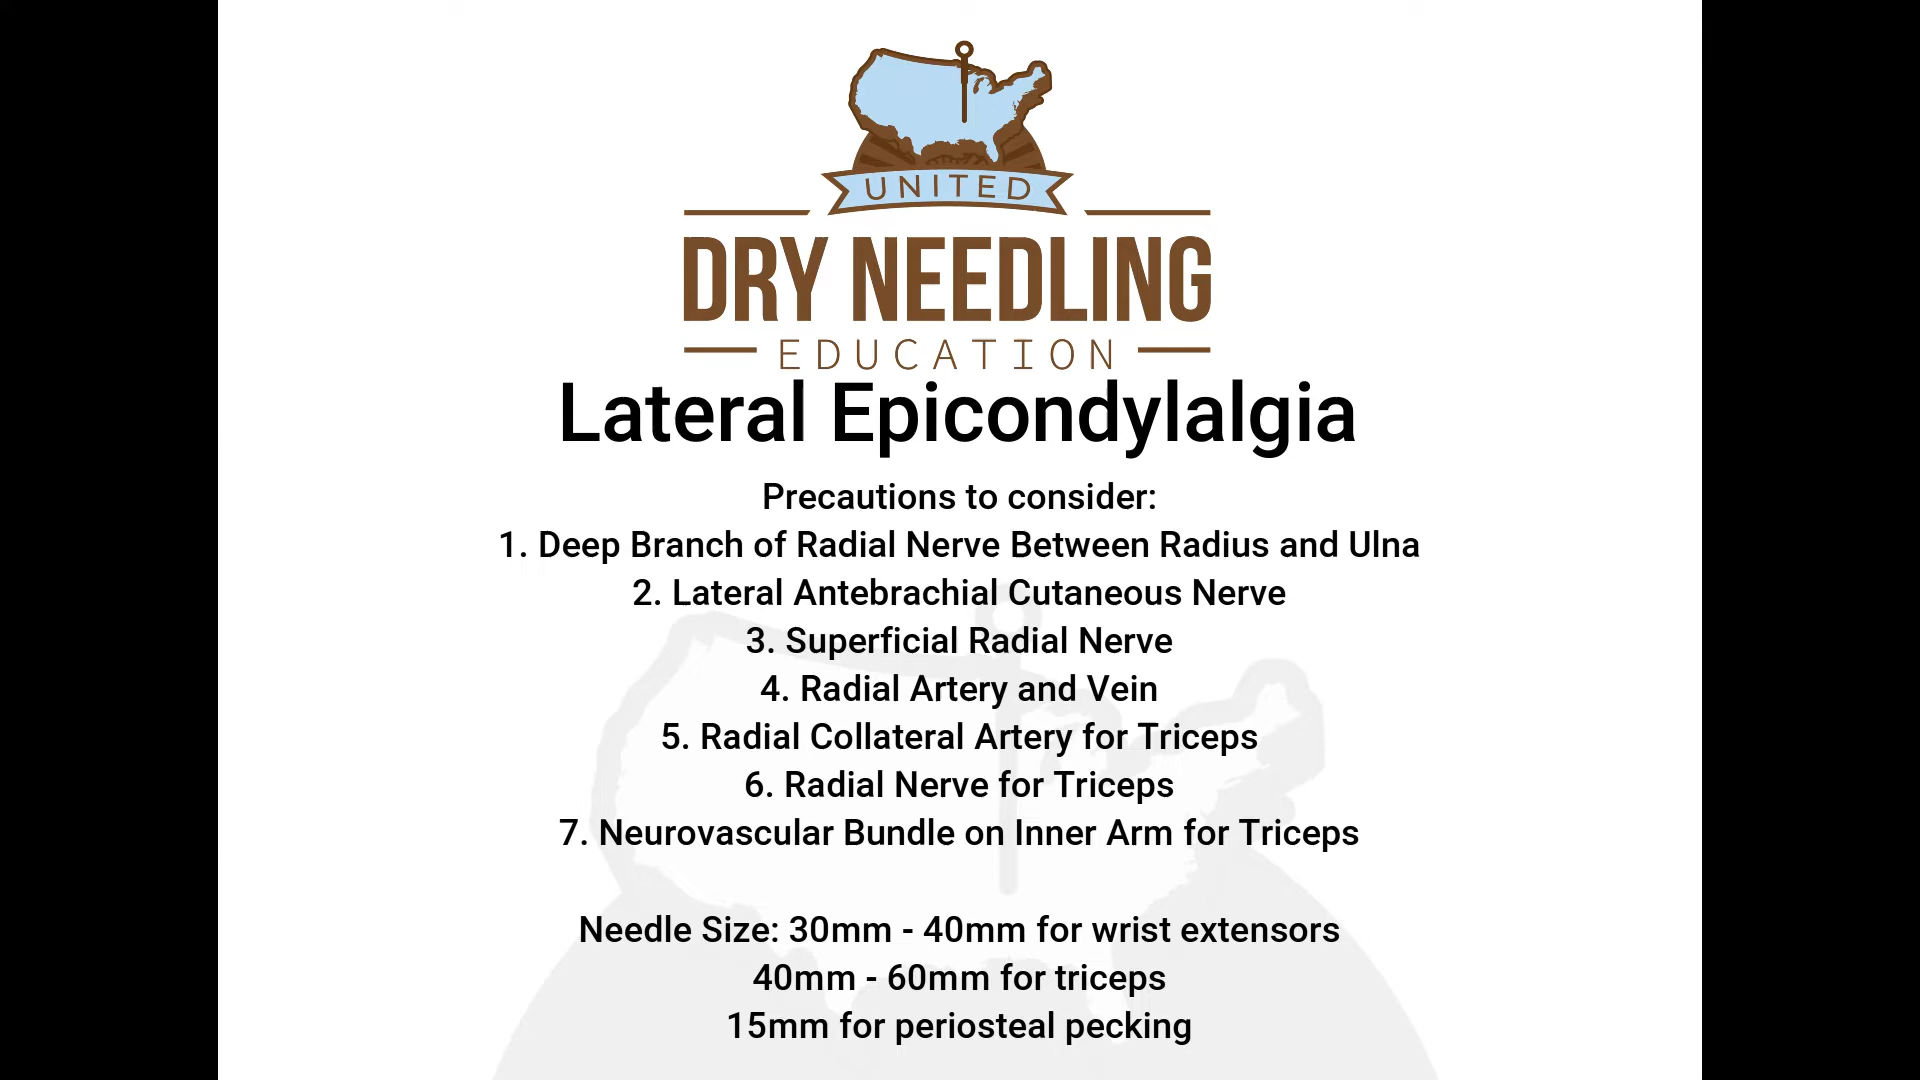 UNITED
DRY NEEDLING
EDUCATION
Lateral Epicondylalgia
Precautions to consider:
1. Deep Branch of Radial Nerve Between Radius and Ulna
2. Lateral Antebrachial Cutaneous Nerve
3. Superficial Radial Nerve
4. Radial Artery and Vein
5. Radial Collateral Artery for Triceps
6. Radial Nerve for Triceps
7. Neurovascular Bundle on Inner Arm for Triceps
Needle Size: 30mm - 40mm for wrist extensors
40mm - 60mm for triceps
15mm for periosteal pecking